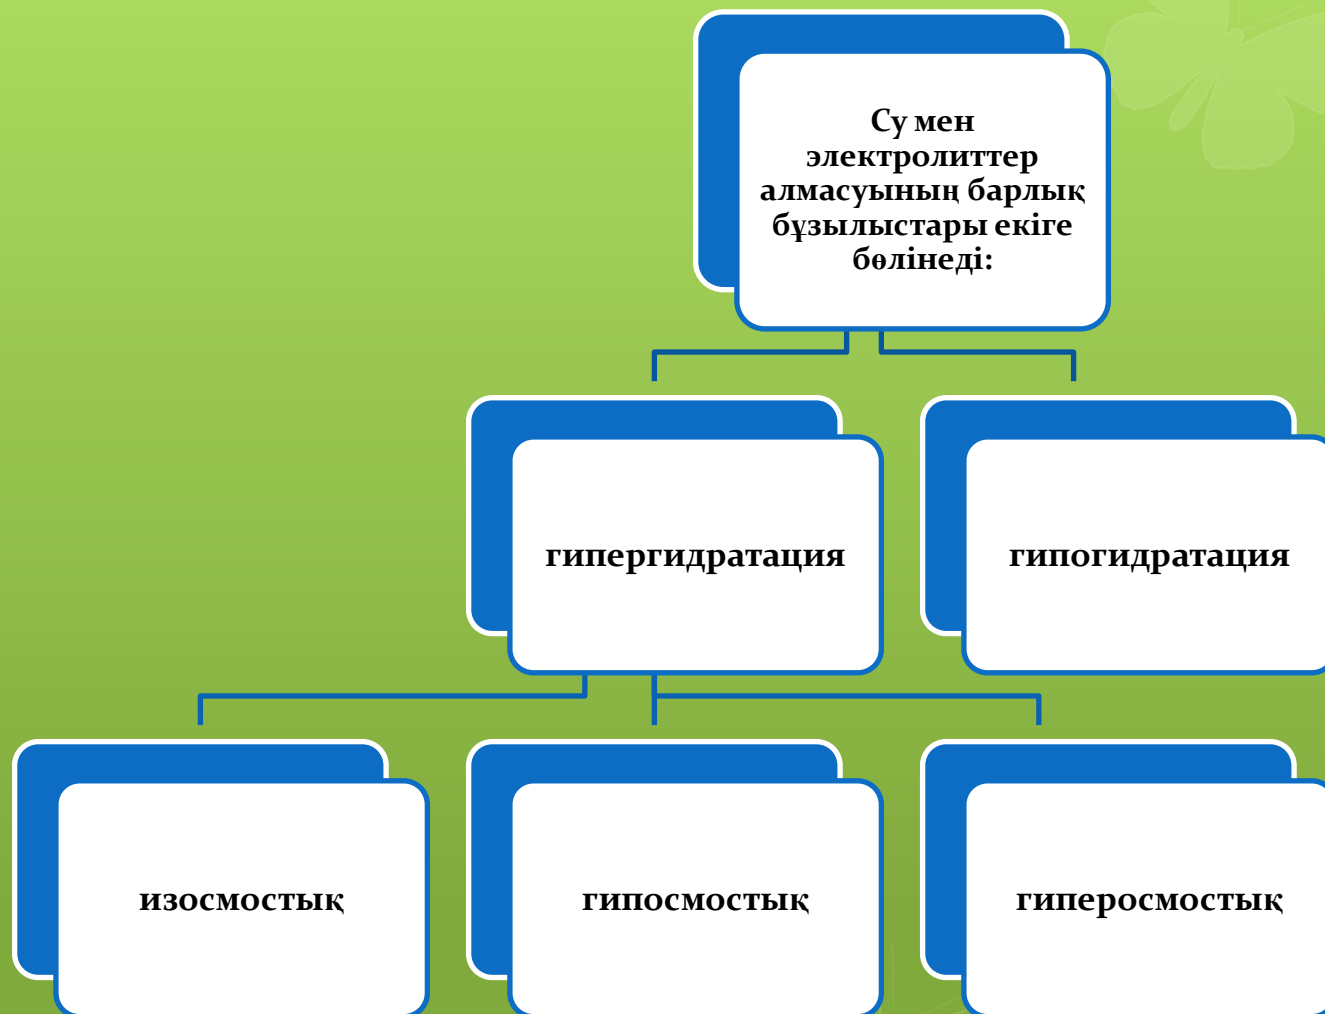 Су мен
электролиттер
алмасуының барлық
бұзылыстары екіге
бөлінеді:
гипергидратация
гипогидратация
изосмостық
гипосмостық
гиперосмостық